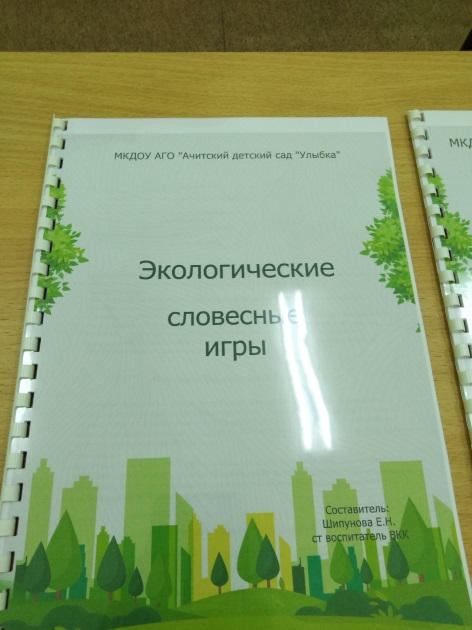 МКДОУ АГО "Ачитский детский сад "Улыбка"
Экологические
словесные
игры
Составитель:
Шипунова Е.Н.
ст воспитатель ВКК